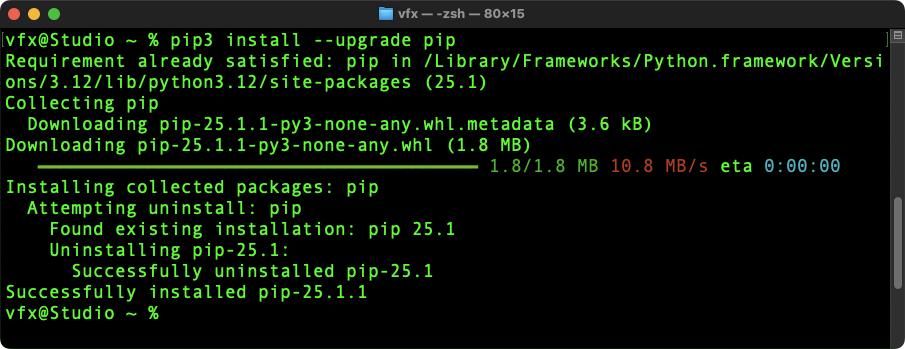 vfx — -zsh — 80×15
vfx@Studio ~ % pip3 install --upgrade pip
Requirement already satisfied: pip in /Library/Frameworks/Python.framework/Versi
ons/3.12/lib/python3.12/site-packages (25.1)
Collecting pip
  Downloading pip-25.1.1-py3-none-any.whl.metadata (3.6 kB)
Downloading pip-25.1.1-py3-none-any.whl (1.8 MB)
   ━━━━━━━━━━━━━━━━━━━━━━━━━━━━━━━━━━━━━━━━ 1.8/1.8 MB 10.8 MB/s eta 0:00:00
Installing collected packages: pip
  Attempting uninstall: pip
    Found existing installation: pip 25.1
    Uninstalling pip-25.1:
      Successfully uninstalled pip-25.1
Successfully installed pip-25.1.1
vfx@Studio ~ %